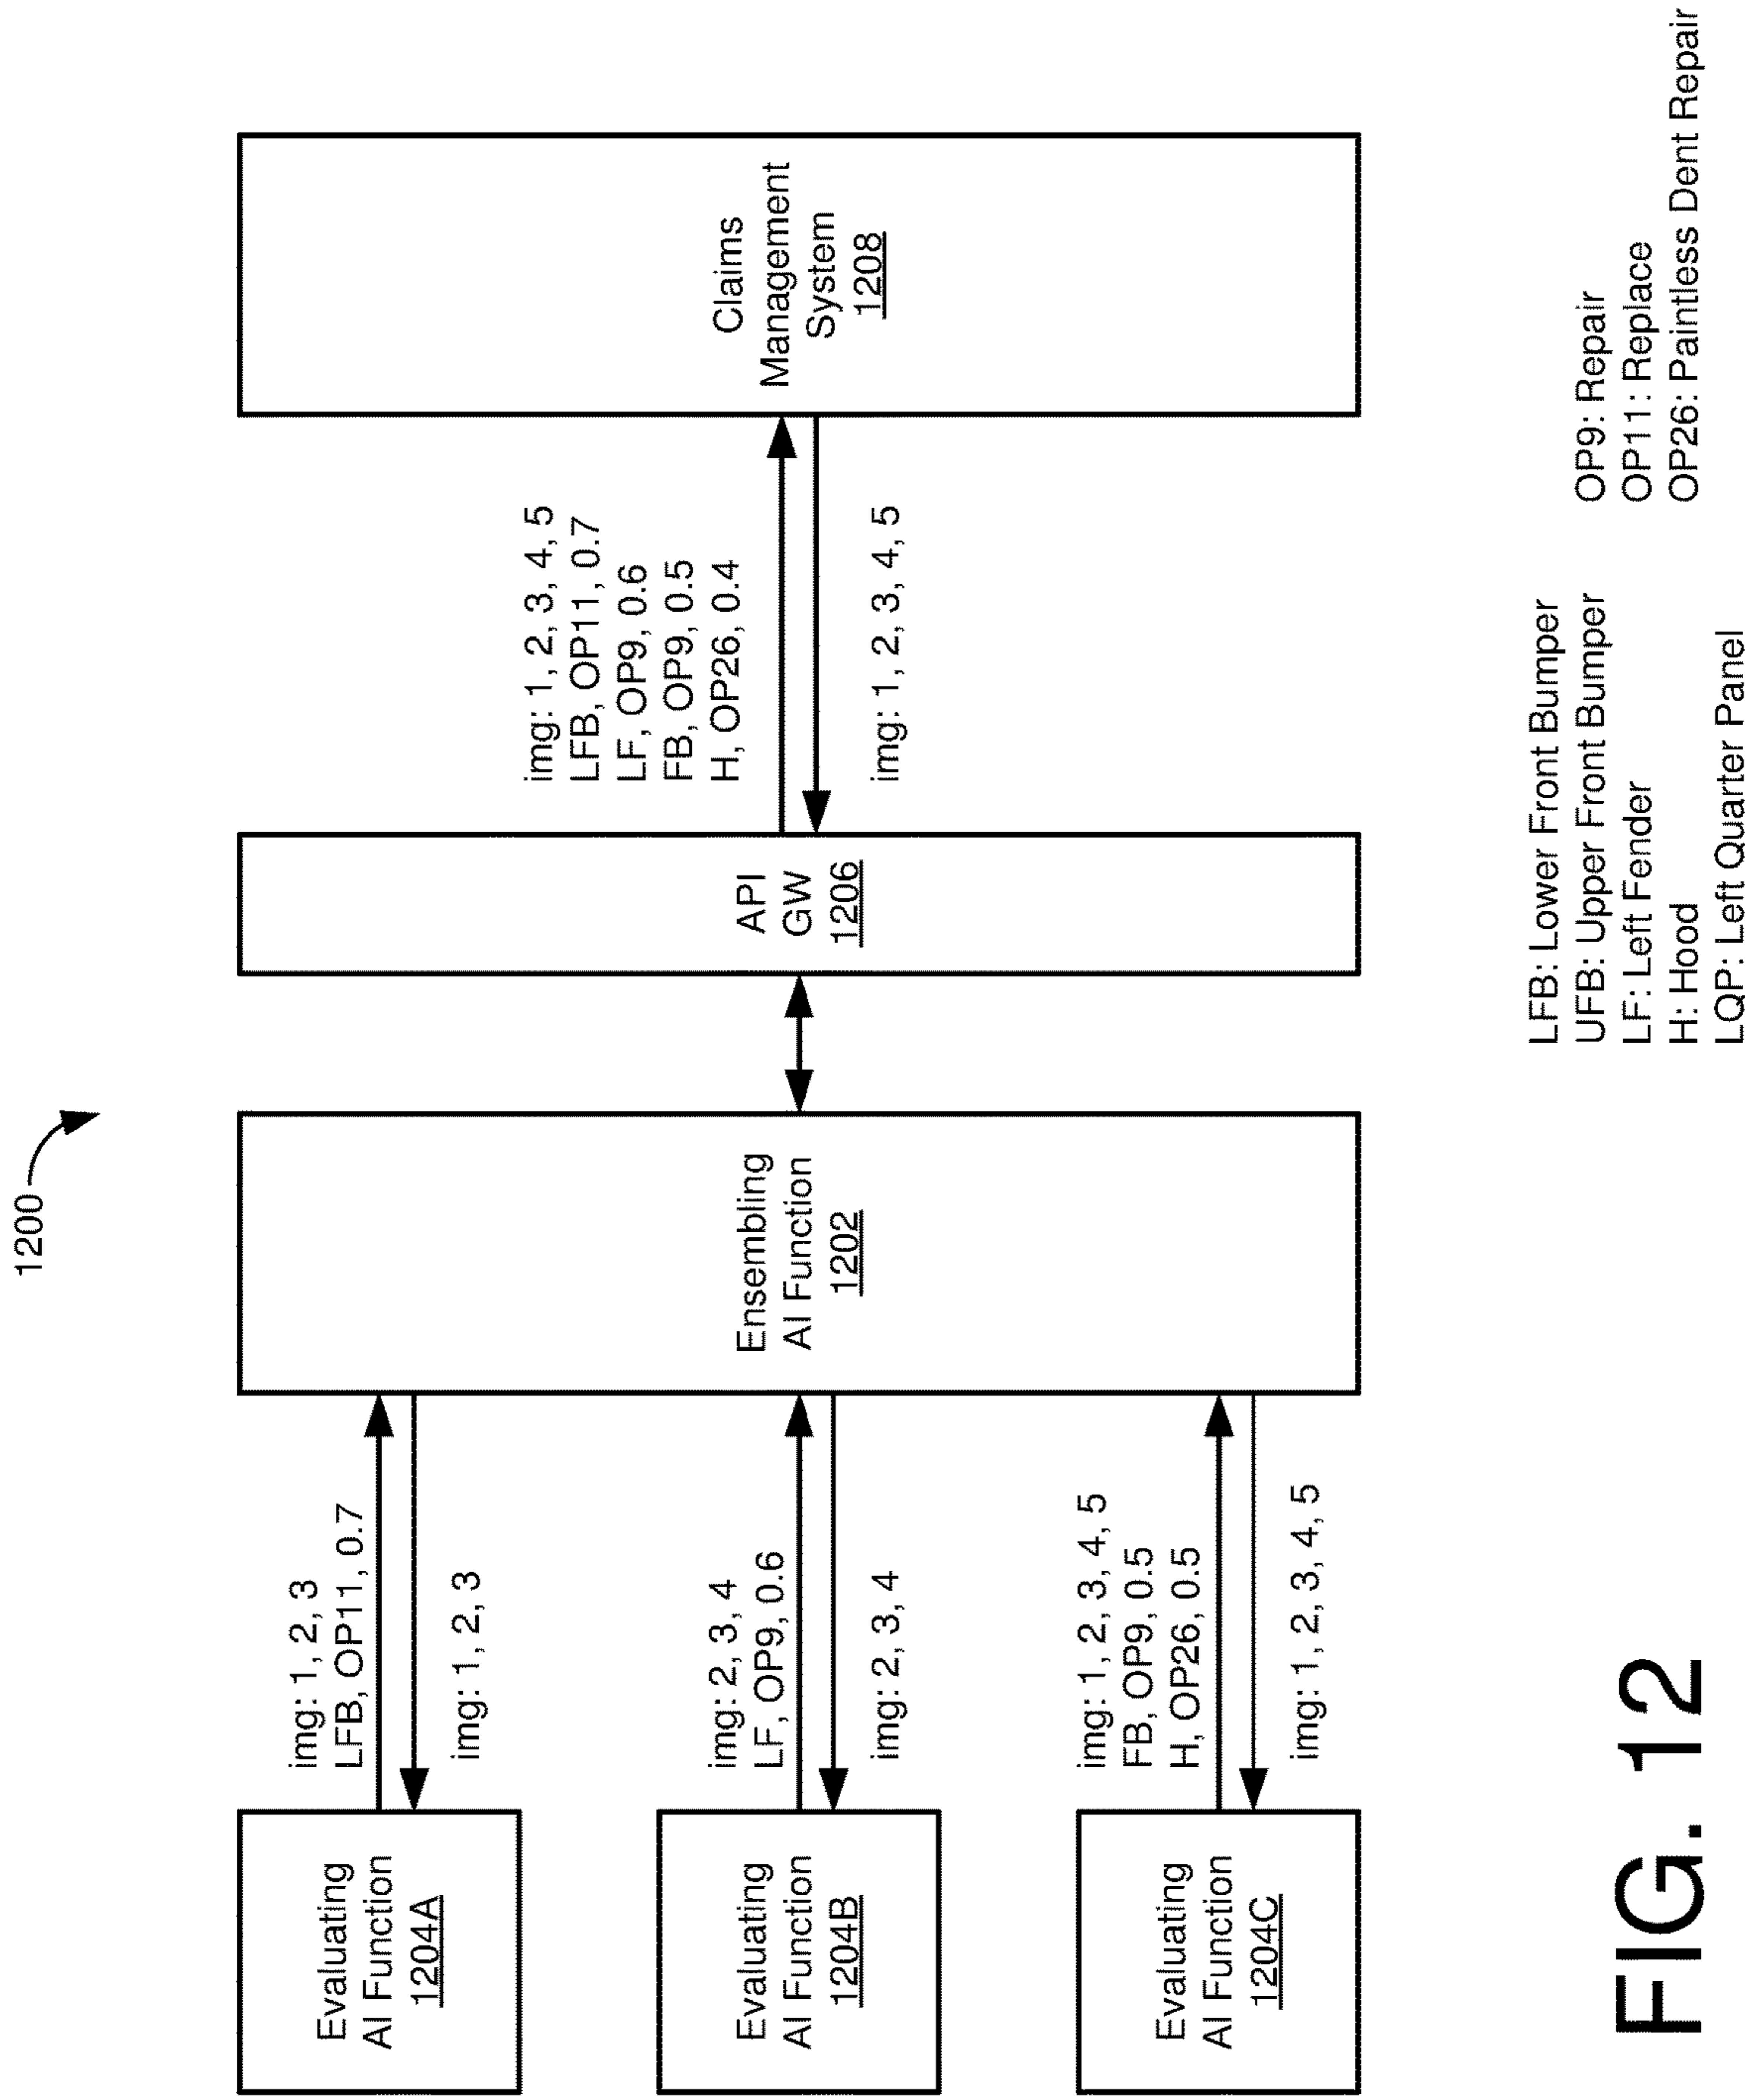 1200
Evaluating
AI Function
1204A
img: 1, 2, 3
LFB, OP11, 0.7
img: 1, 2, 3
Evaluating
AI Function
1204B
img: 2, 3, 4
LF, OP9, 0.6
img: 2, 3, 4
Evaluating
AI Function
1204C
img: 1, 2, 3, 4, 5
FB, OP9, 0.5
H, OP26, 0.5
img: 1, 2, 3, 4, 5
Ensembling
AI Function
1202
API
GW
1206
img: 1, 2, 3, 4, 5
LFB, OP11, 0.7
LF, OP9, 0.6
FB, OP9, 0.5
H, OP26, 0.4
img: 1, 2, 3, 4, 5
Claims
Management
System
1208
LFB: Lower Front Bumper
UFB: Upper Front Bumper
LF: Left Fender
H: Hood
LQP: Left Quarter Panel
OP9: Repair
OP11: Replace
OP26: Paintless Dent Repair
FIG. 12